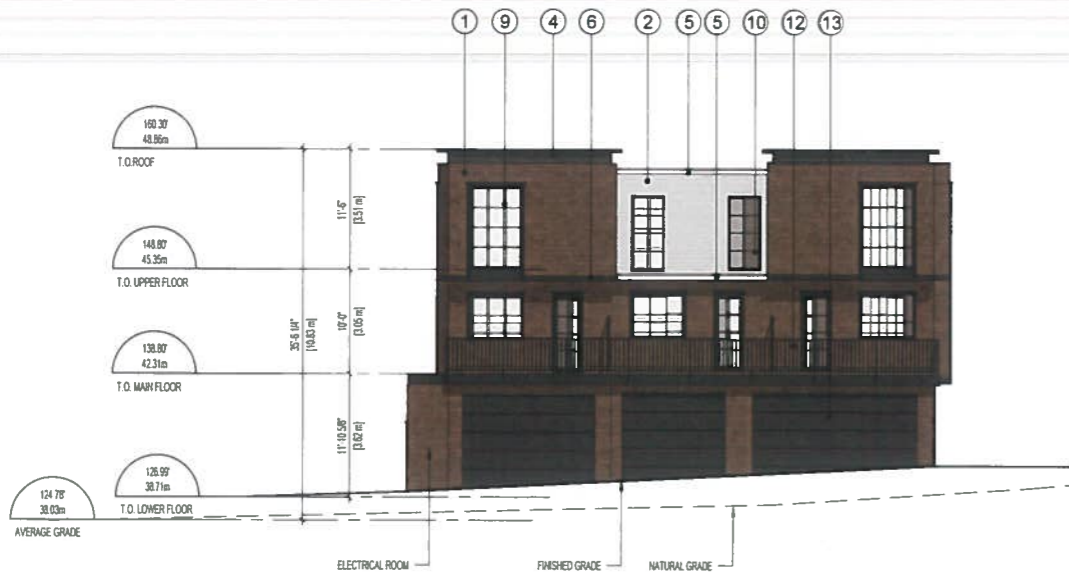 1 9 4 6 2 5 5 10 12 13
160.30'
48.86m
T.O.ROOF
11'-6"
[3.51 m]
148.80'
45.35m
T.O. UPPER FLOOR
35'-6 1/4"
[10.83 m]
10'-0"
[3.05 m]
138.80'
42.31m
T.O. MAIN FLOOR
11'-10 5/8"
[3.62 m]
126.99'
38.71m
T.O. LOWER FLOOR
124.78'
38.03m
AVERAGE GRADE
ELECTRICAL ROOM
FINISHED GRADE
NATURAL GRADE